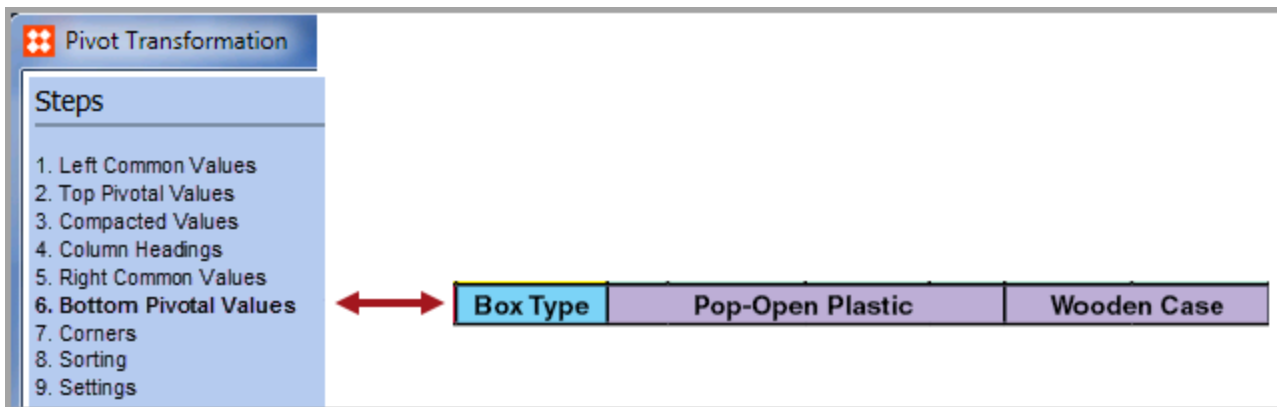 Pivot Transformation
Steps
1. Left Common Values
2. Top Pivotal Values
3. Compacted Values
4. Column Headings
5. Right Common Values
6. Bottom Pivotal Values
Box Type Pop-Open Plastic Wooden Case
7. Corners
8. Sorting
9. Settings